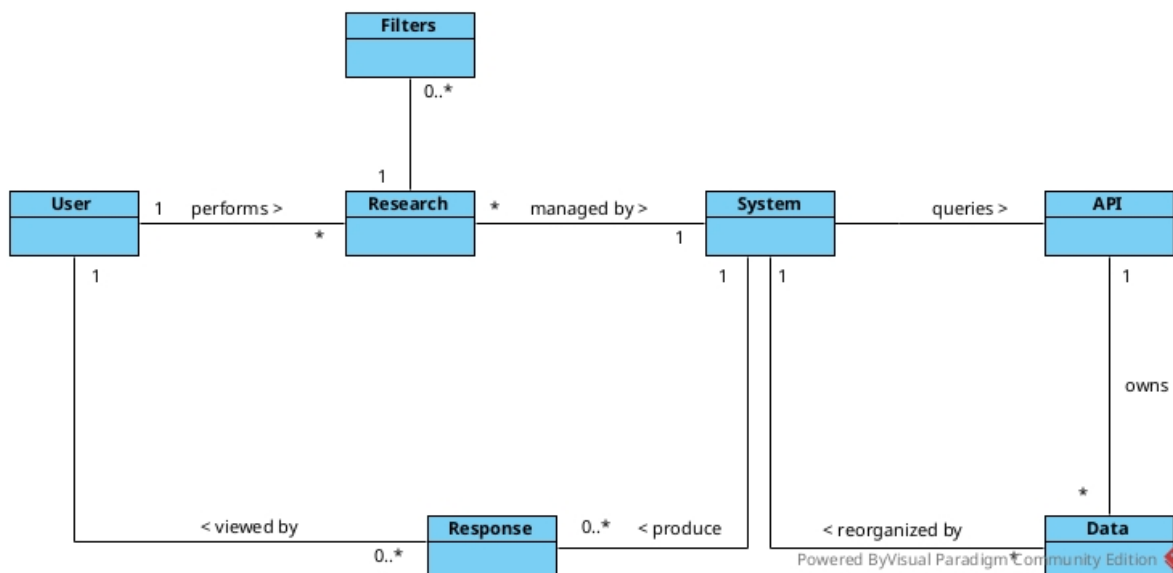 Filters
0..*
1
User
1 performs >
*
Research
* managed by >
1
System
queries >
API
1
1
1
1
owns
*
< viewed by
0..*
Response
0..* < produce
< reorganized by
*
Data
Powered ByVisual Paradigm Community Edition